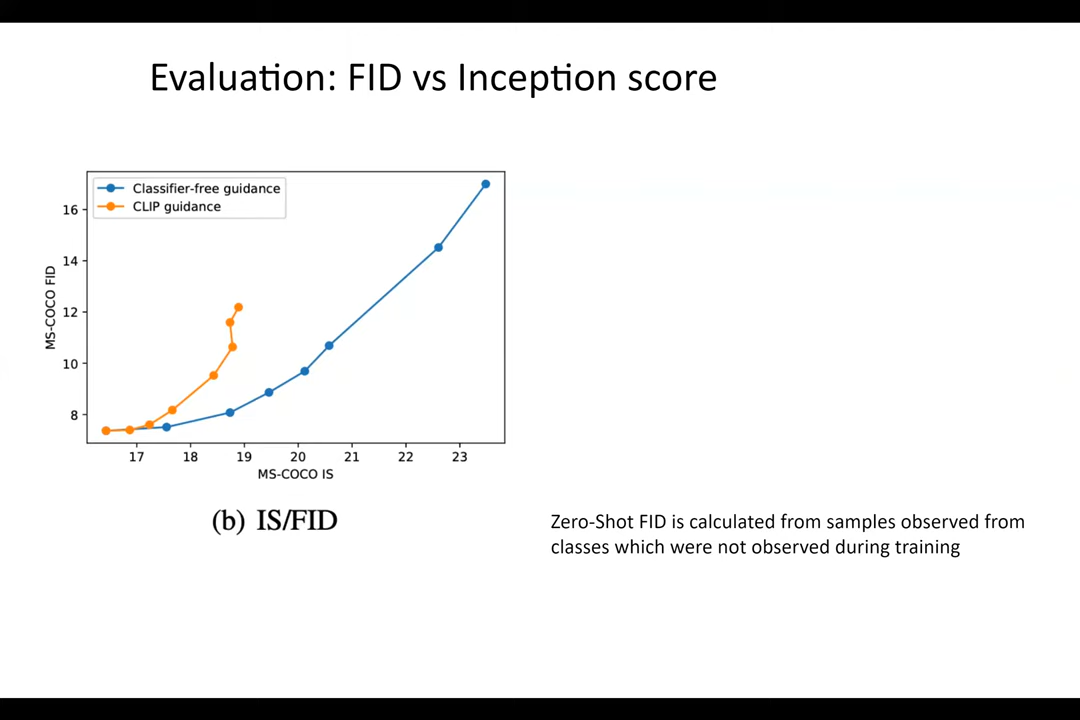 Evaluation: FID vs Inception score
Classifier-free guidance
CLIP guidance
16
14
12
10
8
MS-COCO FID
17 18 19 20 21 22 23
MS-COCO IS
(b) IS/FID
Zero-Shot FID is calculated from samples observed from
classes which were not observed during training